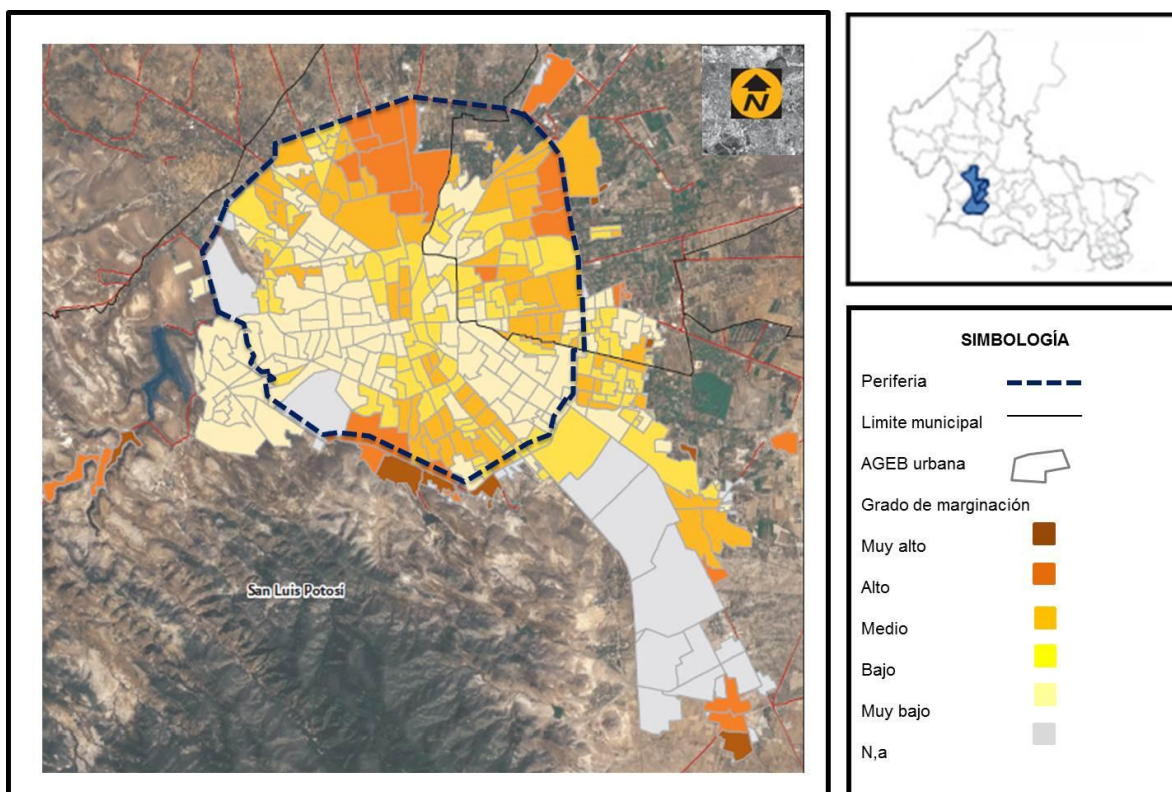 N
San Luis Potosí
SIMBOLOGÍA
Periferia
Limite municipal
AGEB urbana
Grado de marginación
Muy alto
Alto
Medio
Bajo
Muy bajo
N,a